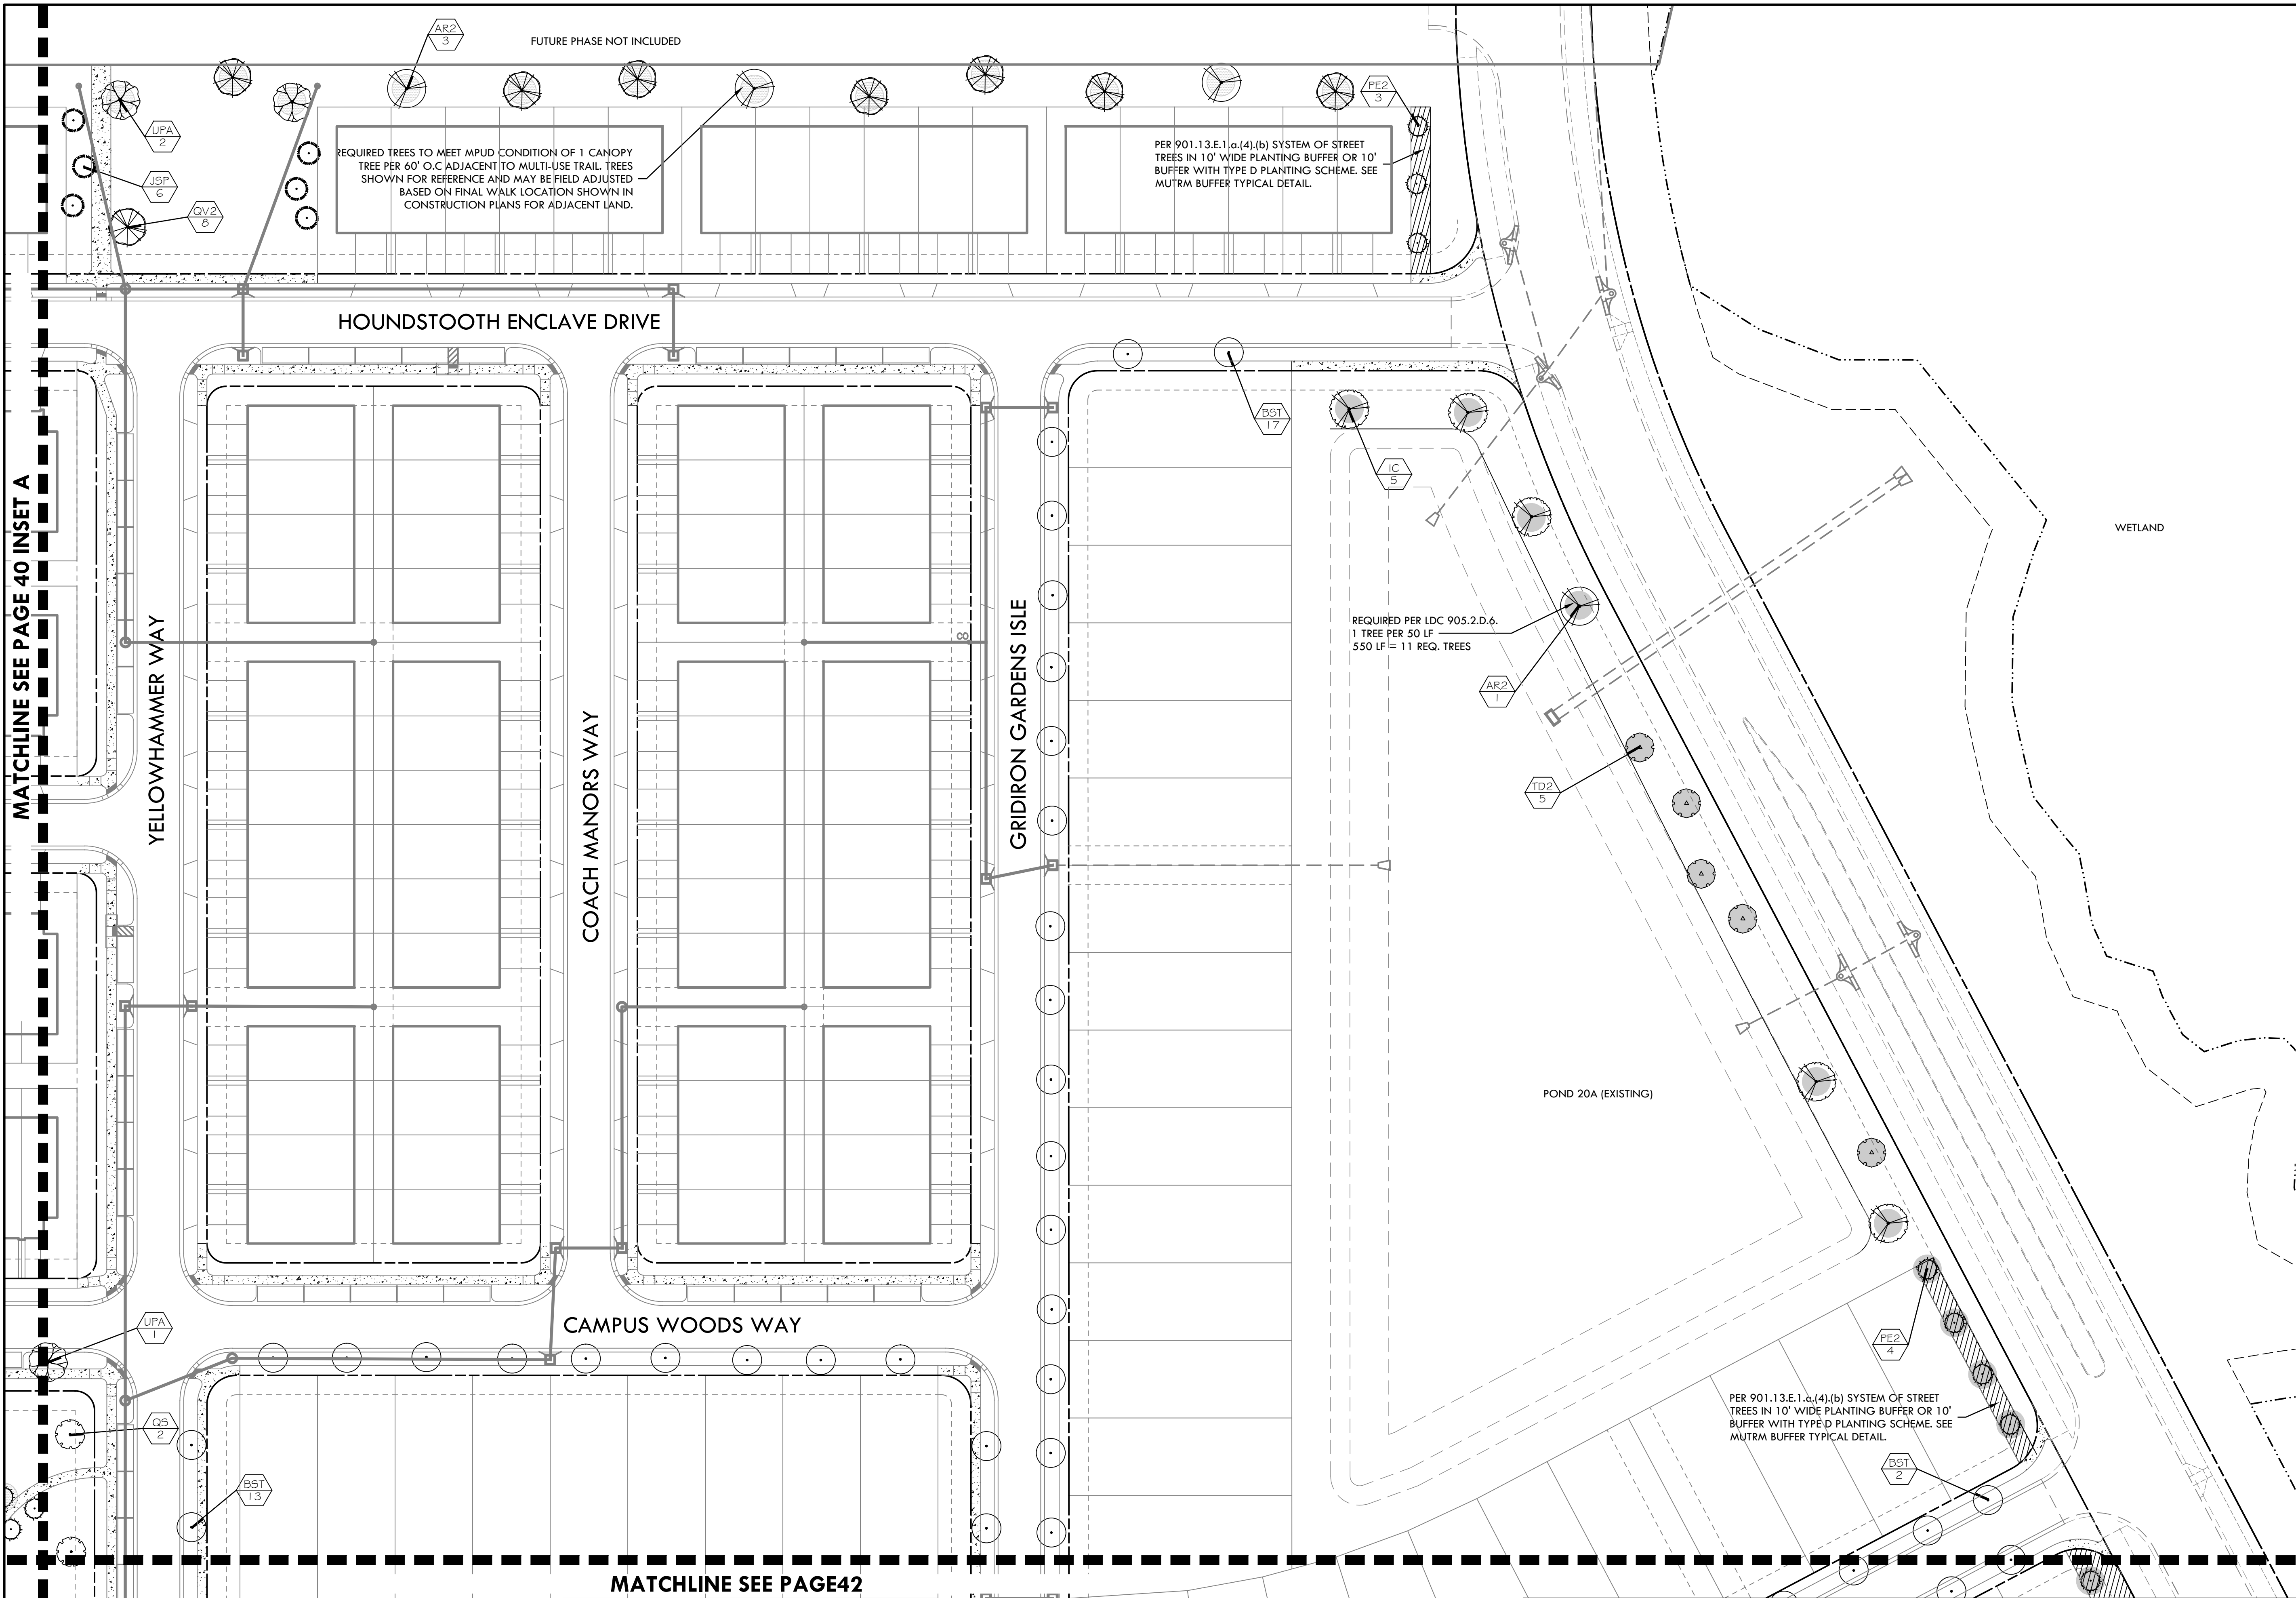 AR2
3
FUTURE PHASE NOT INCLUDED
PE2
3
UPA
2
JSP
6
QV2
8
REQUIRED TREES TO MEET MPUD CONDITION OF 1 CANOPY
TREE PER 60' O.C ADJACENT TO MULTI-USE TRAIL. TREES
SHOWN FOR REFERENCE AND MAY BE FIELD ADJUSTED
BASED ON FINAL WALK LOCATION SHOWN IN
CONSTRUCTION PLANS FOR ADJACENT LAND.
PER 901.13.E.1.a.(4).(b) SYSTEM OF STREET
TREES IN 10' WIDE PLANTING BUFFER OR 10'
BUFFER WITH TYPE D PLANTING SCHEME. SEE
MUTRM BUFFER TYPICAL DETAIL.
HOUNDSTOOTH ENCLAVE DRIVE
BST
17
IC
5
WETLAND
MATCHLINE SEE PAGE 40 INSET A
YELLOWHAMMER WAY
COACH MANORS WAY
GRIDIRON GARDENS ISLE
8
REQUIRED PER LDC 905.2.D.6.
1 TREE PER 50 LF
550 LF = 11 REQ. TREES
AR2
1
TD2
5
POND 20A (EXISTING)
UPA
1
CAMPUS WOODS WAY
PE2
4
PER 901.13.E.1.a.(4).(b) SYSTEM OF STREET
TREES IN 10' WIDE PLANTING BUFFER OR 10'
BUFFER WITH TYPE D PLANTING SCHEME. SEE
MUTRM BUFFER TYPICAL DETAIL.
QS
2
BST
13
BST
2
MATCHLINE SEE PAGE42